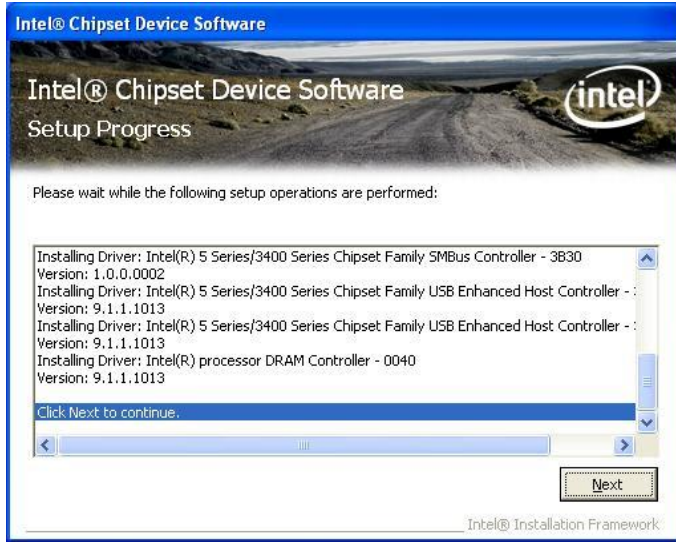 Intel® Chipset Device Software
Intel® Chipset Device Software
intel
Setup Progress
Please wait while the following setup operations are performed:
Installing Driver: Intel(R) 5 Series/3400 Series Chipset Family SMBus Controller - 3B30
Version: 1.0.0.0002
Installing Driver: Intel(R) 5 Series/3400 Series Chipset Family USB Enhanced Host Controller -
Version: 9.1.1.1013
Installing Driver: Intel(R) 5 Series/3400 Series Chipset Family USB Enhanced Host Controller -
Version: 9.1.1.1013
Installing Driver: Intel(R) processor DRAM Controller - 0040
Version: 9.1.1.1013
Click Next to continue.
Next
Intel® Installation Framework